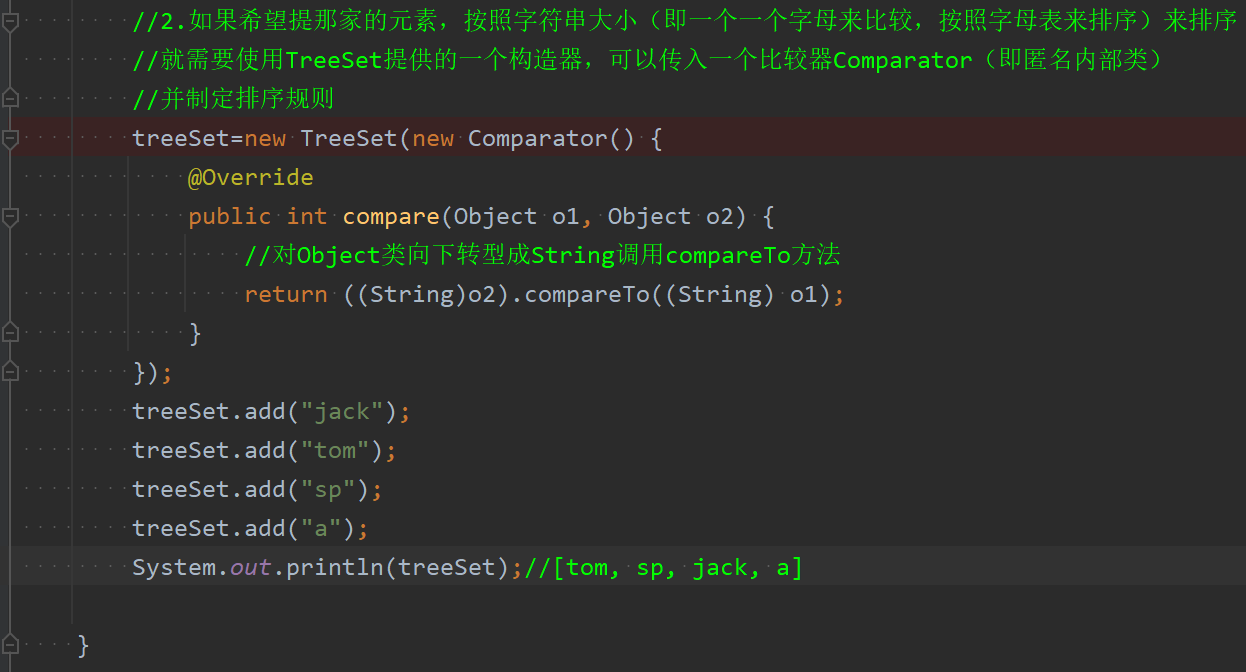 //2.如果希望提那家的元素，按照字符串大小（即一个一个字母来比较，按照字母表来排序）来排序
//就需要使用TreeSet提供的一个构造器，可以传入一个比较器Comparator（即匿名内部类）
//并制定排序规则
treeSet=new TreeSet(new Comparator() {
@Override
public int compare(Object o1, Object o2) {
//对Object类向下转型成String调用compareTo方法
return ((String)o2).compareTo((String) o1);
}
});
treeSet.add("jack");
treeSet.add("tom");
treeSet.add("sp");
treeSet.add("a");
System.out.println(treeSet);//[tom, sp, jack, a]
}